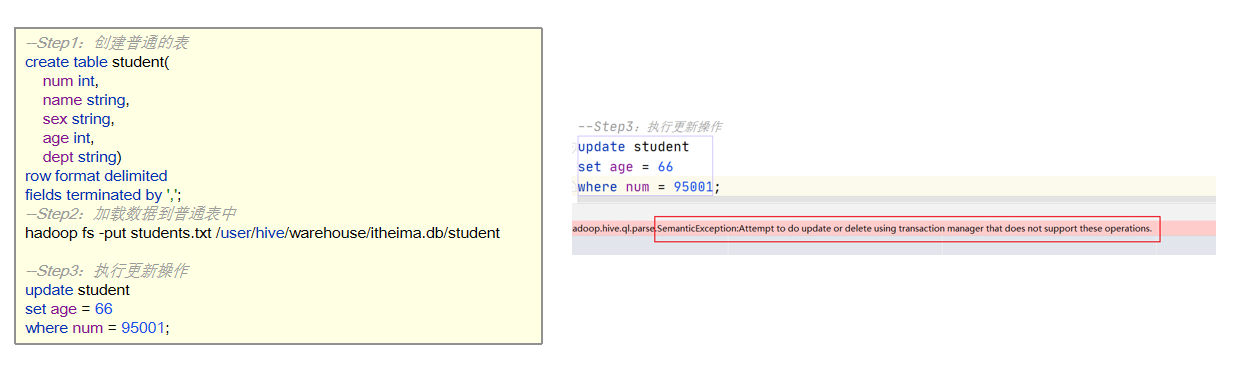 --Step1：创建普通的表
create table student(
num int,
name string,
sex string,
age int,
dept string)
row format delimited
fields terminated by ',';
--Step2：加载数据到普通表中
hadoop fs -put students.txt /user/hive/warehouse/itheima.db/student
--Step3：执行更新操作
update student
set age = 66
where num = 95001;
--Step3：执行更新操作
update student
set age = 66
where num = 95001;
adoop.hive.ql.parse.SemanticException:Attempt to do update or delete using transaction manager that does not support these operations.